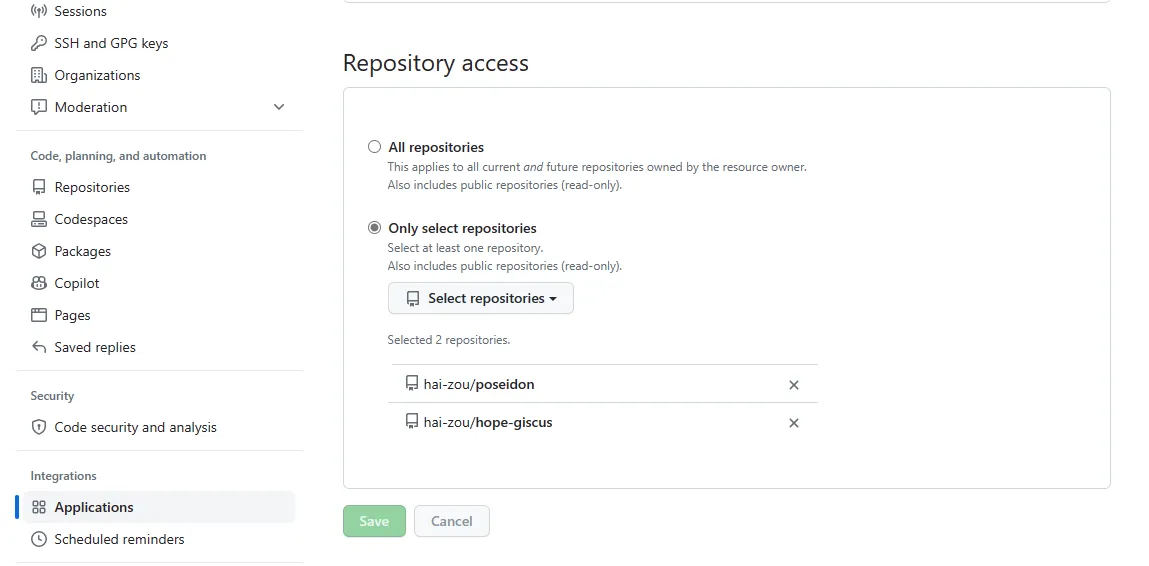 Sessions
SSH and GPG keys
Organizations
Moderation
Code, planning, and automation
Repositories
Codespaces
Packages
Copilot
Pages
Saved replies
Security
Code security and analysis
Integrations
Applications
Scheduled reminders
Repository access
All repositories
This applies to all current and future repositories owned by the resource owner.
Also includes public repositories (read-only).
Only select repositories
Select at least one repository.
Also includes public repositories (read-only).
Select repositories
Selected 2 repositories.
hai-zou/poseidon
hai-zou/hope-giscus
Save
Cancel